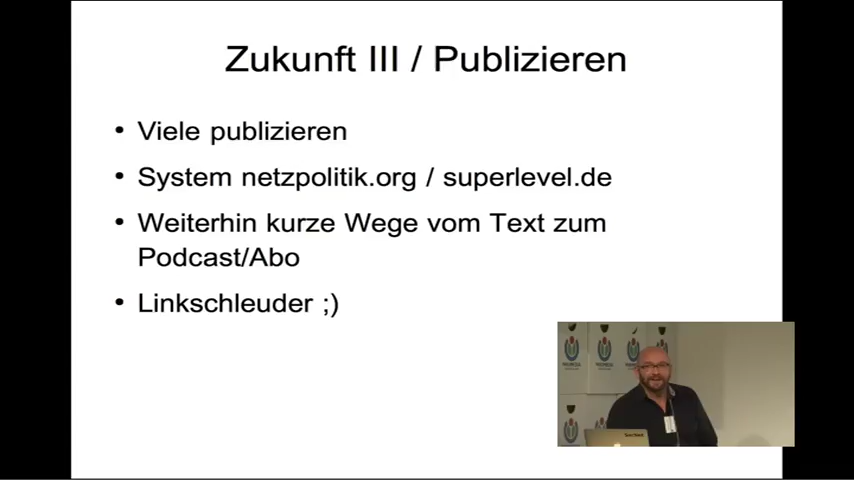 Zukunft III / Publizieren
• Viele publizieren
• System netzpolitik.org / superlevel.de
• Weiterhin kurze Wege vom Text zum
Podcast/Abo
• Linkschleuder ;)